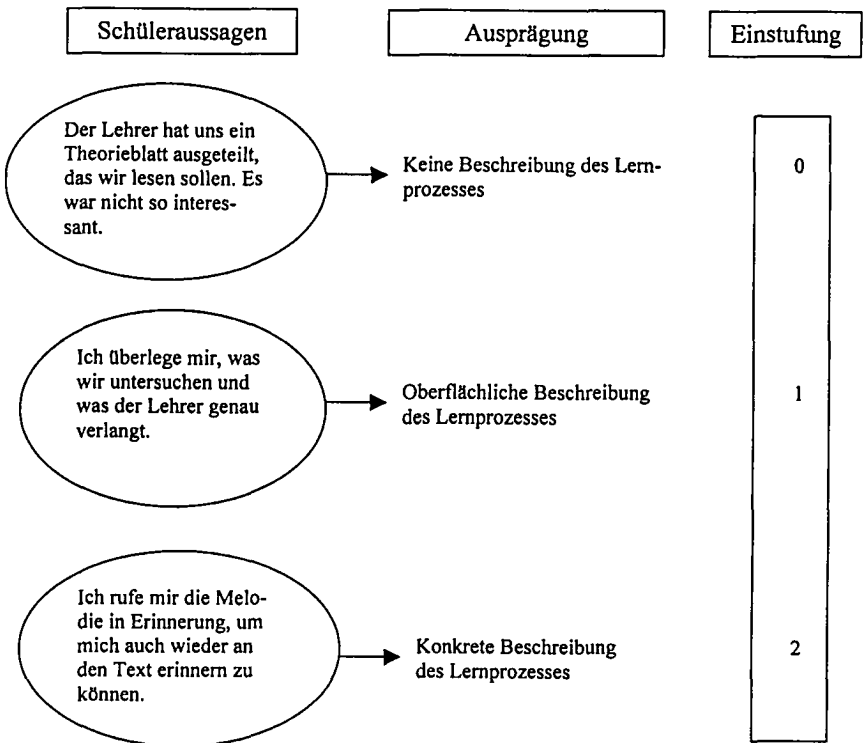 Schüleraussagen
Ausprägung
Einstufung
Der Lehrer hat uns ein
Theorieblatt ausgeteilt,
das wir lesen sollen. Es
war nicht so interes-
sant.
Keine Beschreibung des Lern-
prozesses
0
Ich überlege mir, was
wir untersuchen und
was der Lehrer genau
verlangt.
Oberflächliche Beschreibung
des Lernprozesses
1
Ich rufe mir die Melo-
die in Erinnerung, um
mich auch wieder an
den Text erinnern zu
können.
Konkrete Beschreibung
des Lernprozesses
2